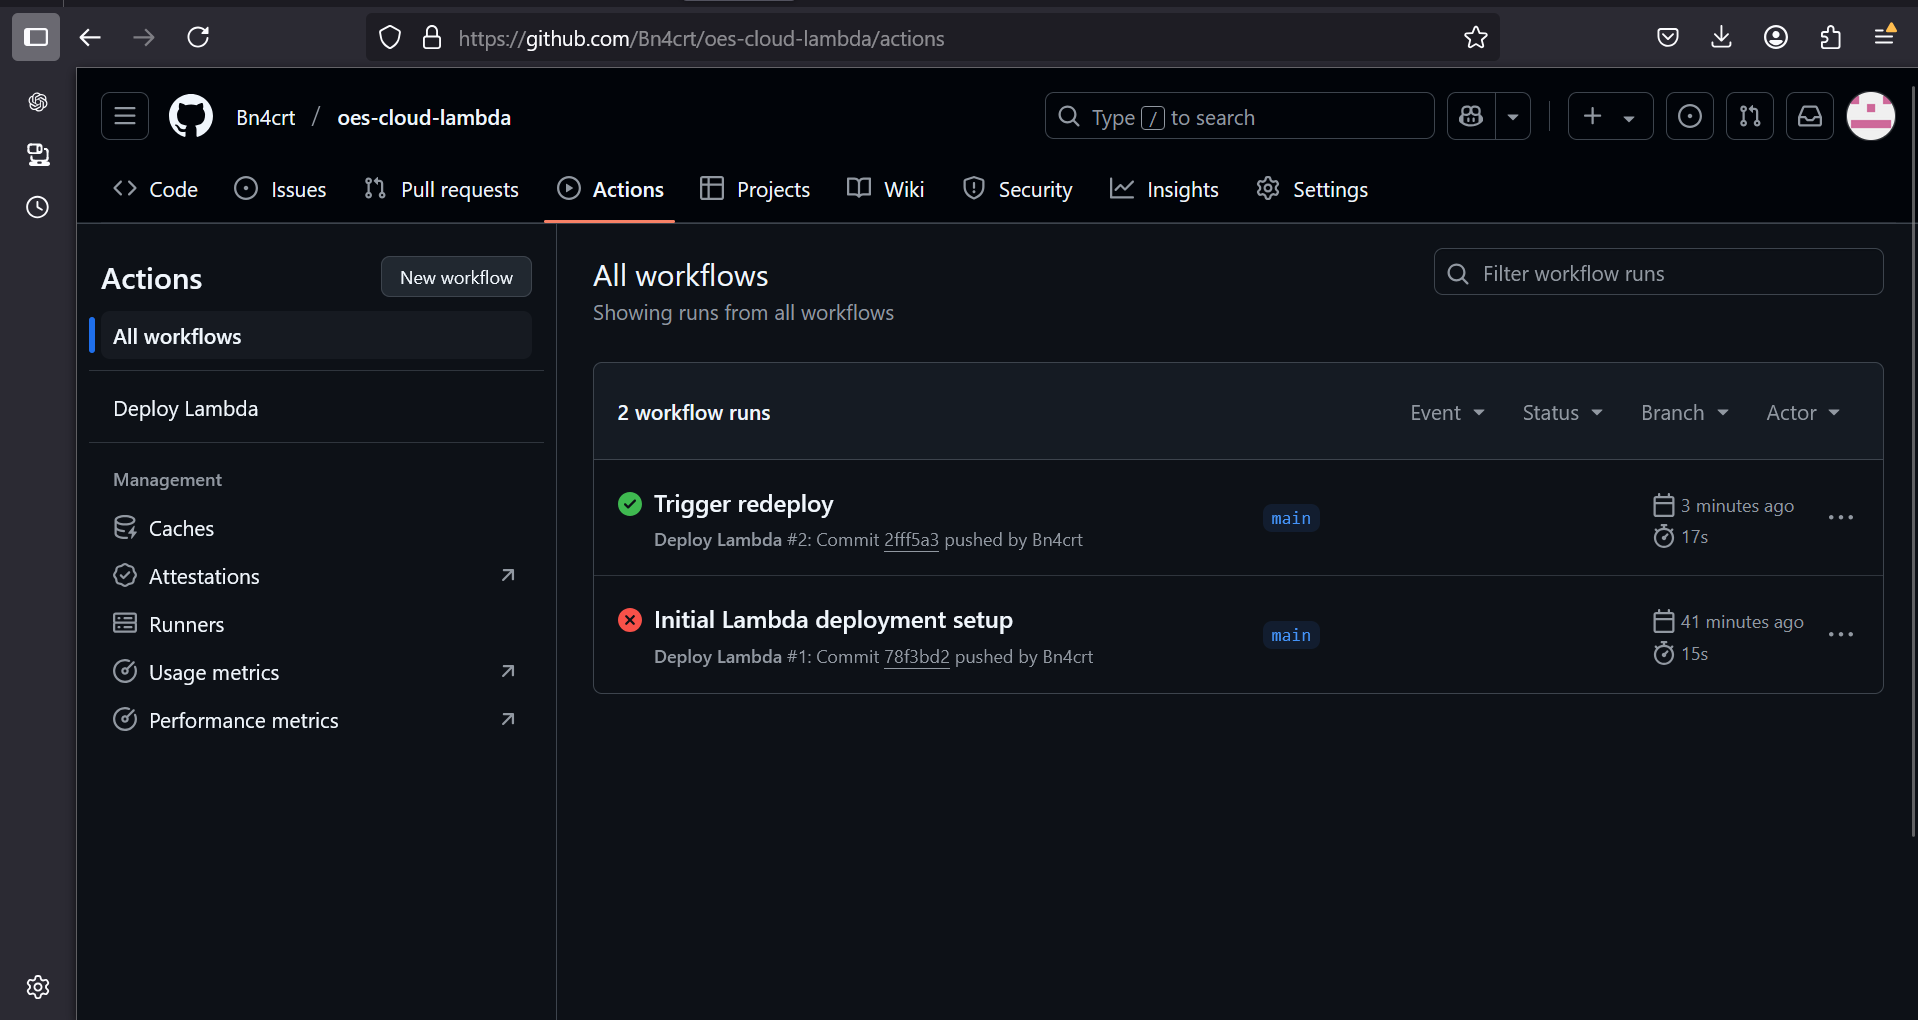 https://github.com/Bn4crt/oes-cloud-lambda/actions
Bn4crt / oes-cloud-lambda
Type / to search
Code
Issues
Pull requests
Actions
Projects
Wiki
Security
Insights
Settings
Actions
New workflow
All workflows
Deploy Lambda
Management
Caches
Attestations
Runners
Usage metrics
Performance metrics
All workflows
Showing runs from all workflows
Filter workflow runs
2 workflow runs
Event
Status
Branch
Actor
Trigger redeploy
Deploy Lambda #2: Commit 2fff5a3 pushed by Bn4crt
main
3 minutes ago
17s
Initial Lambda deployment setup
Deploy Lambda #1: Commit 78f3bd2 pushed by Bn4crt
main
41 minutes ago
15s